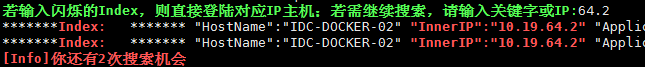 若输入闪烁的Index，则直接登陆对应IP主机；若需继续搜索，请输入关键字或IP:64.2
*******Index:   ******* "HostName":"IDC-DOCKER-02" "InnerIP":"10.19.64.2" "Applic
*******Index:   ******* "HostName":"IDC-DOCKER-02" "InnerIP":"10.19.64.2" "Applic
[Info]你还有2次搜索机会